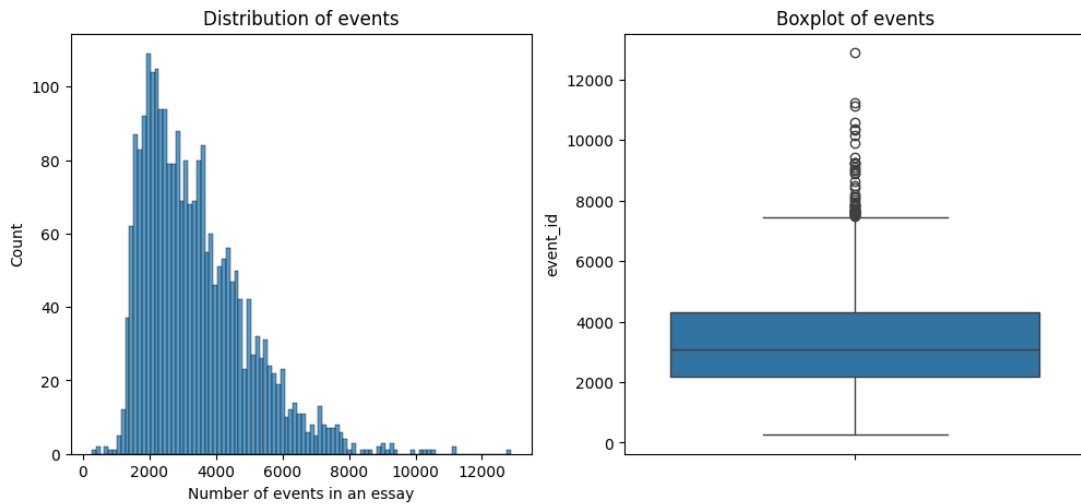 Distribution of events
Count
100
80
60
40
20
0
0 2000 4000 6000 8000 10000 12000
Number of events in an essay
Boxplot of events
event_id
12000
10000
8000
6000
4000
2000
0